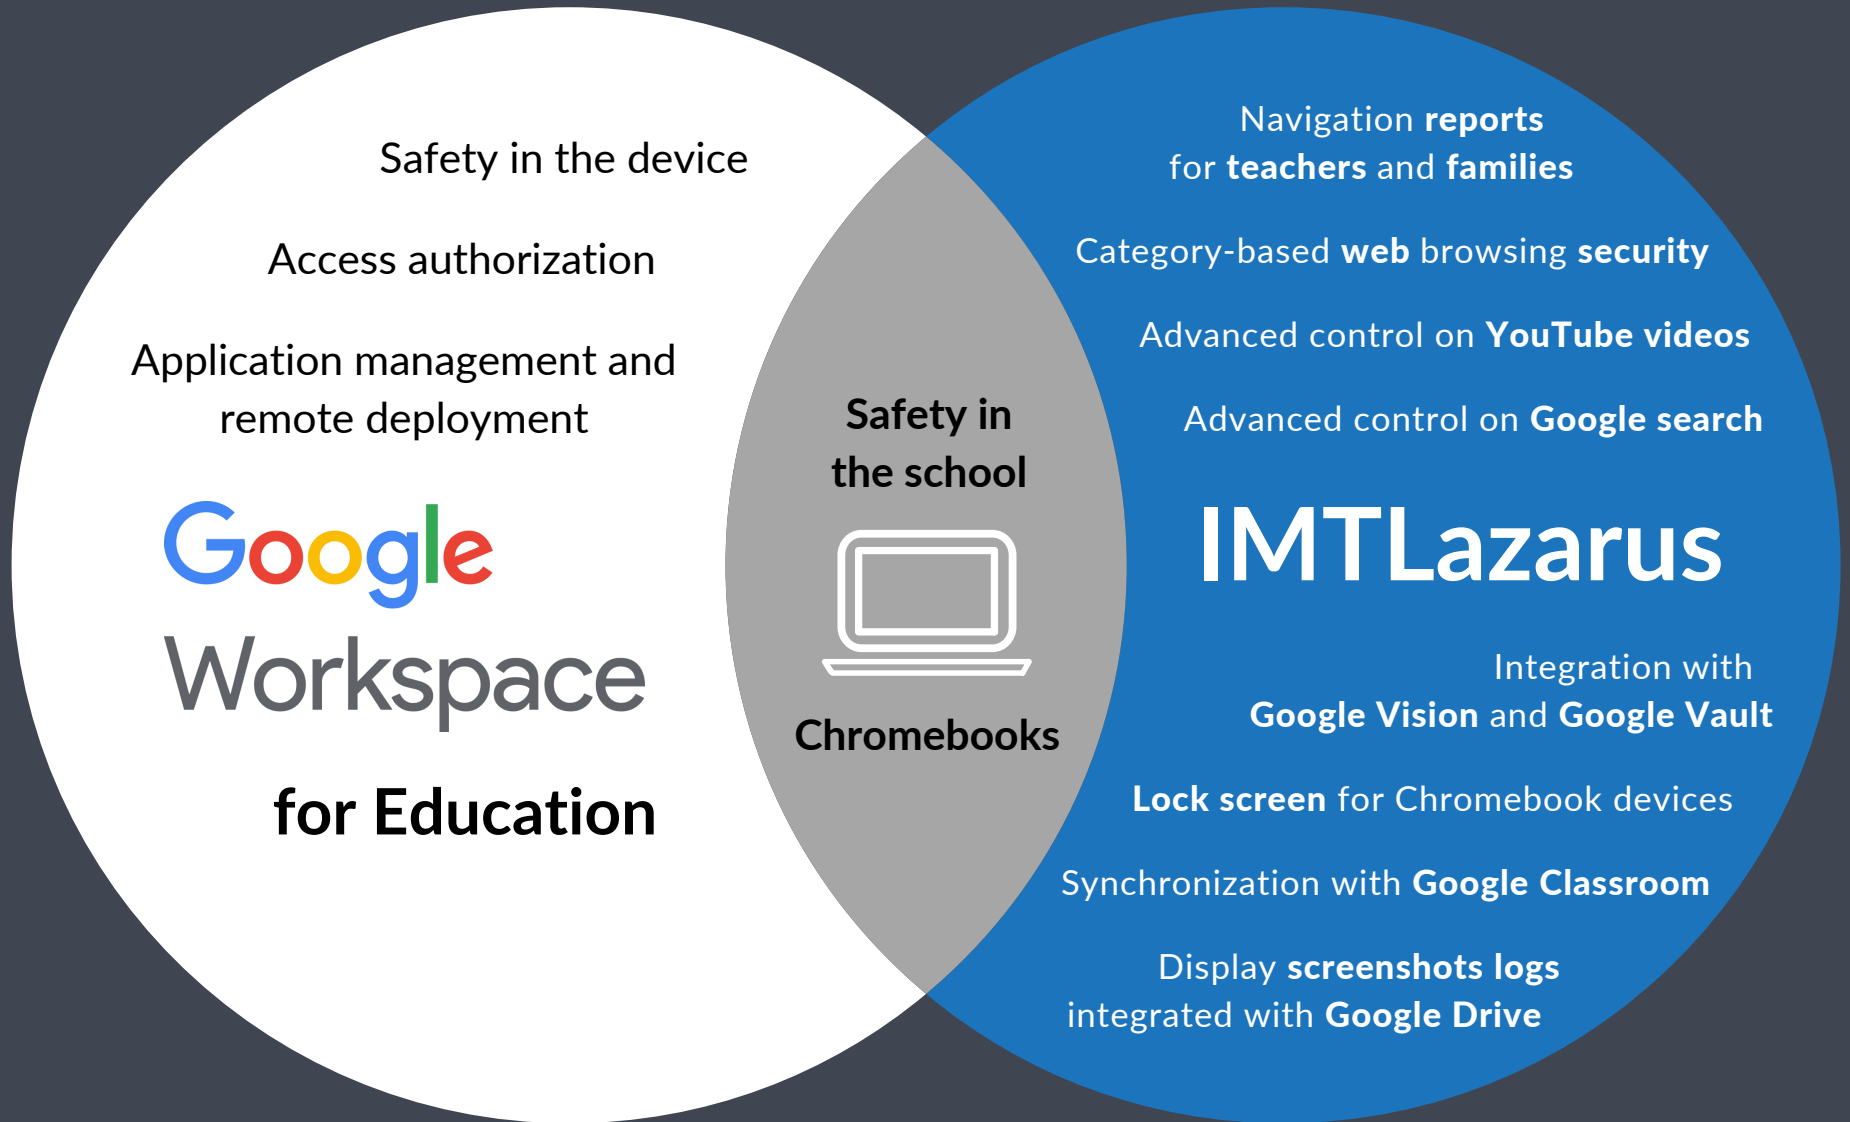 Safety in the device
Access authorization
Application management and
remote deployment
Google
Workspace
for Education
Safety in
the school
Chromebooks
Navigation reports
for teachers and families
Category-based web browsing security
Advanced control on YouTube videos
Advanced control on Google search
IMTLazarus
Integration with
Google Vision and Google Vault
Lock screen for Chromebook devices
Synchronization with Google Classroom
Display screenshots logs
integrated with Google Drive